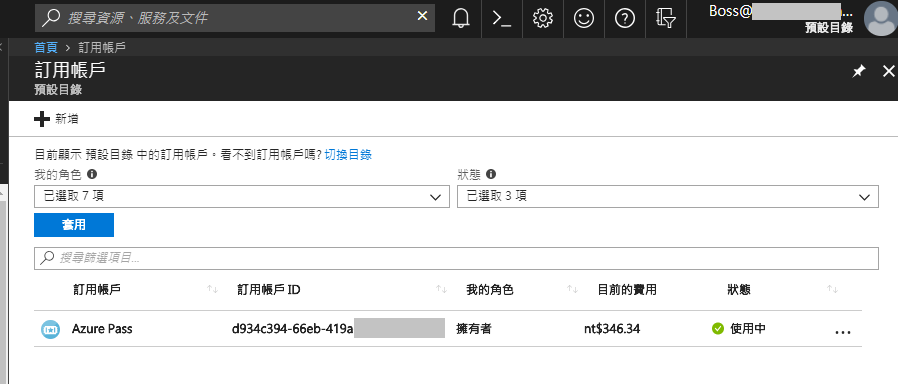 搜尋資源、服務及文件
Boss@ ...
預設目錄
首頁 > 訂用帳戶
訂用帳戶
預設目錄
新增
目前顯示 預設目錄 中的訂用帳戶。看不到訂用帳戶嗎? 切換目錄
我的角色 狀態
已選取 7 項 已選取 3 項
套用
搜尋篩選項目...
訂用帳戶 訂用帳戶 ID 我的角色 目前的費用 狀態
Azure Pass d934c394-66eb-419a 擁有者 nt$346.34 使用中 ...